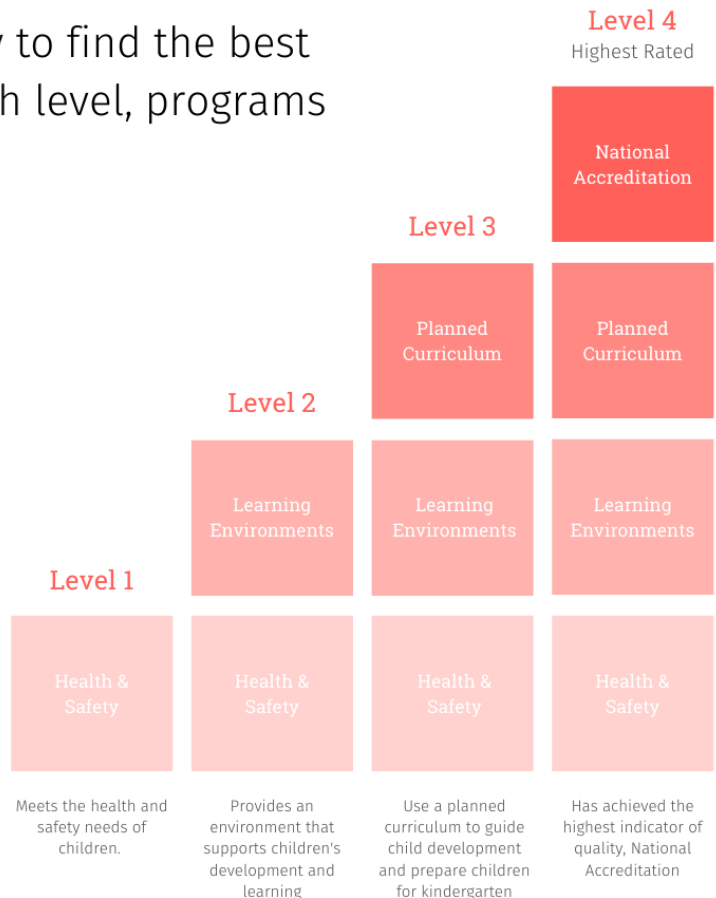 to find the best
h level, programs
Level 4
Highest Rated
National
Accreditation
Level 3
Planned
Curriculum
Planned
Curriculum
Level 2
Learning
Environments
Learning
Environments
Learning
Environments
Level 1
Health &
Safety
Health &
Safety
Health &
Safety
Health &
Safety
Meets the health and
safety needs of
children.
Provides an
environment that
supports children's
development and
learning
Use a planned
curriculum to guide
child development
and prepare children
for kindergarten
Has achieved the
highest indicator of
quality, National
Accreditation